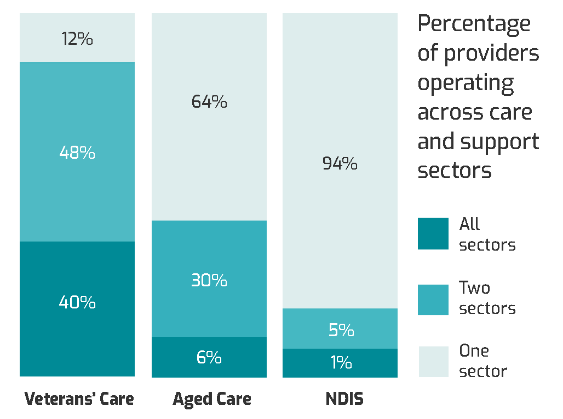 Percentage
of providers
operating
across care
and support
sectors
12%
48%
40%
64%
30%
6%
94%
5%
1%
All
sectors
Two
sectors
One
sector
Veterans' Care
Aged Care
NDIS